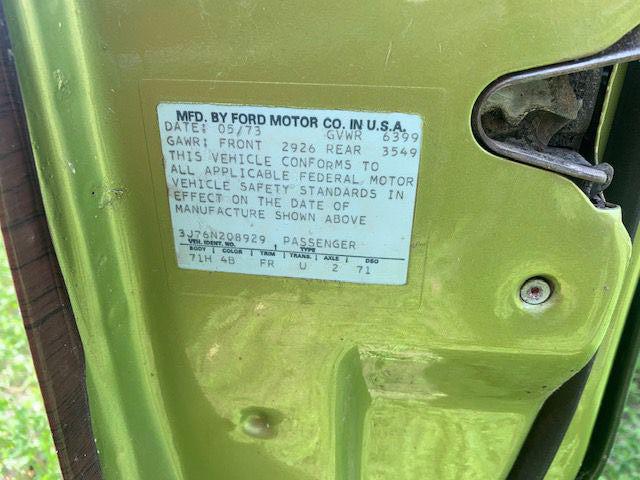 MFD. BY FORD MOTOR CO. IN U.S.A.
DATE: 05/73 GVWR 6399
GAWR: FRONT 2926 REAR 3549
THIS VEHICLE CONFORMS TO
ALL APPLICABLE FEDERAL MOTOR
VEHICLE SAFETY STANDARDS IN
EFFECT ON THE DATE OF
MANUFACTURE SHOWN ABOVE
3J76N208929 PASSENGER
VEH. IDENT. NO. TYPE
BODY COLOR TRIM TRANS. AXLE DSO
71H 4B FR U 2 71